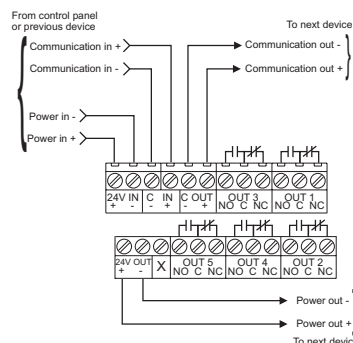 From control panel
or previous device
To next device
Communication in +
Communication out -
Communication in -
Communication out +
Power in -
Power in +
24V IN C IN C OUT OUT 3 OUT 1
+ - - + - + NO C NC NO C NC
24V OUT X OUT 5 OUT 4 OUT 2
+ - NO C NC NO C NC NO C NC
Power out -
Power out +